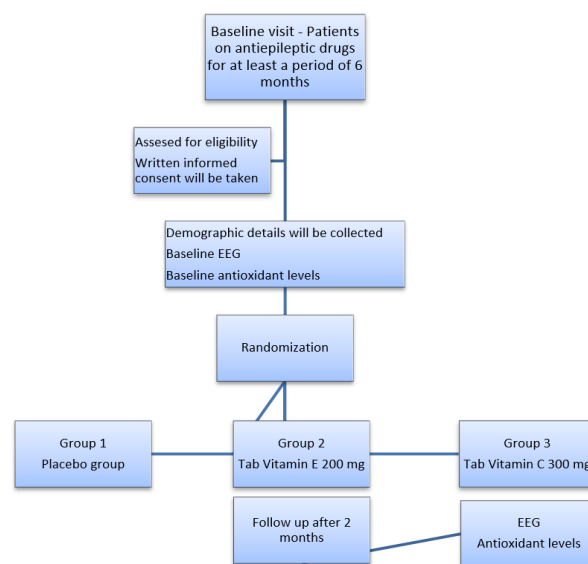 Baseline visit - Patients
on antiepileptic drugs
for at least a period of 6
months
Assesed for eligibility
Written informed
consent will be taken
Demographic details will be collected
Baseline EEG
Baseline antioxidant levels
Randomization
Group 1
Placebo group
Group 2
Tab Vitamin E 200 mg
Group 3
Tab Vitamin C 300 mg
Follow up after 2
months
EEG
Antioxidant levels